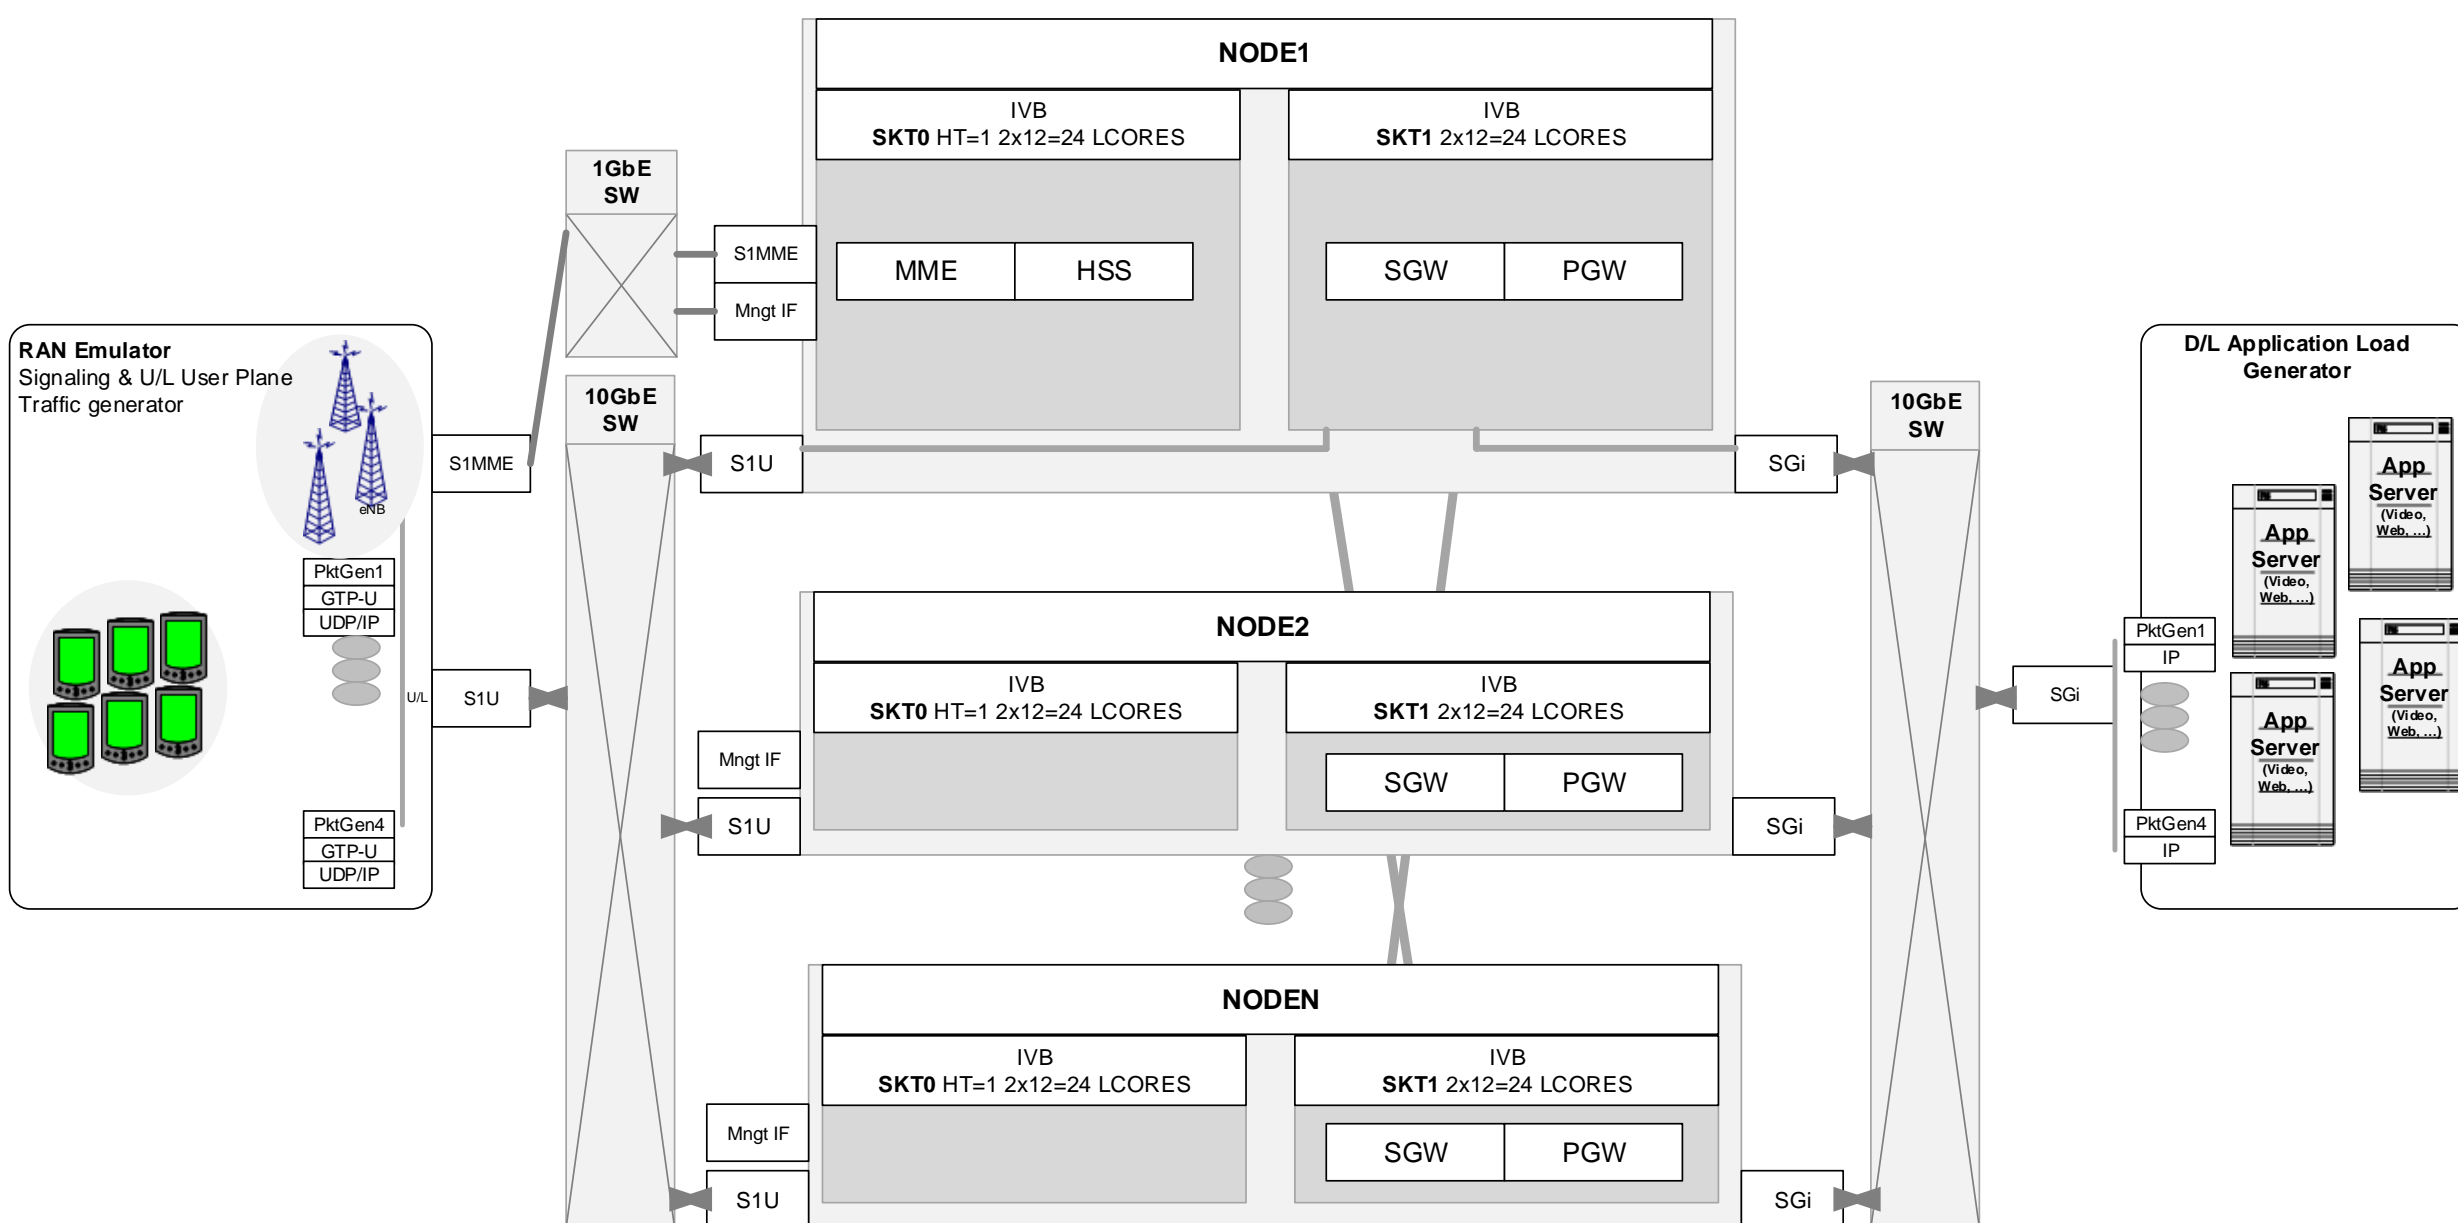 NODE1
IVB
SKT0 HT=1 2x12=24 LCORES
IVB
SKT1 2x12=24 LCORES
1GbE
SW
S1MME
Mngt IF
MME
HSS
SGW
PGW
RAN Emulator
Signaling & U/L User Plane
Traffic generator
eNB
S1MME
PktGen1
GTP-U
UDP/IP
U/L
S1U
PktGen4
GTP-U
UDP/IP
10GbE
SW
S1U
SGi
10GbE
SW
NODE2
IVB
SKT0 HT=1 2x12=24 LCORES
IVB
SKT1 2x12=24 LCORES
Mngt IF
S1U
SGW
PGW
SGi
NODEN
IVB
SKT0 HT=1 2x12=24 LCORES
IVB
SKT1 2x12=24 LCORES
Mngt IF
S1U
SGW
PGW
SGi
D/L Application Load
Generator
App
Server
(Video,
Web, ...)
App
Server
(Video,
Web, ...)
App
Server
(Video,
Web, ...)
App
Server
(Video,
Web, ...)
PktGen1
IP
SGi
PktGen4
IP